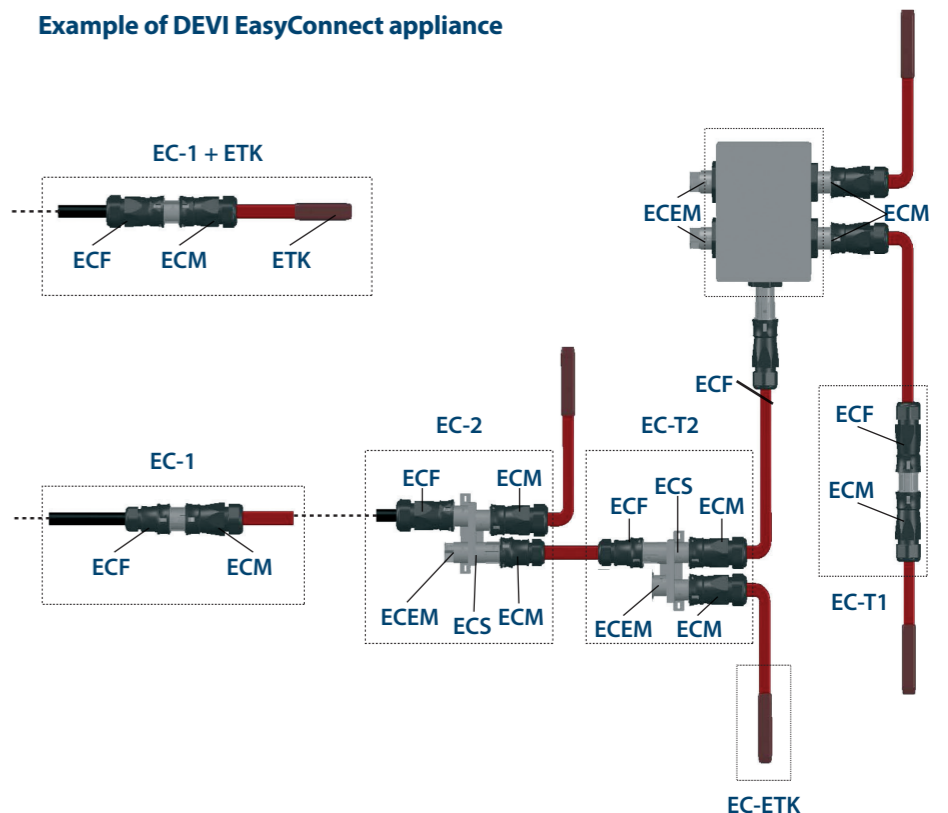 Example of DEVI EasyConnect appliance
EC-1 + ETK
ECF
ECM
ETK
ECEM
ECM
ECF
ECF
ECM
EC-T1
EC-1
ECF
ECM
EC-2
ECF
ECM
ECEM
ECS
ECM
EC-T2
ECF
ECS
ECM
ECEM
ECM
EC-ETK